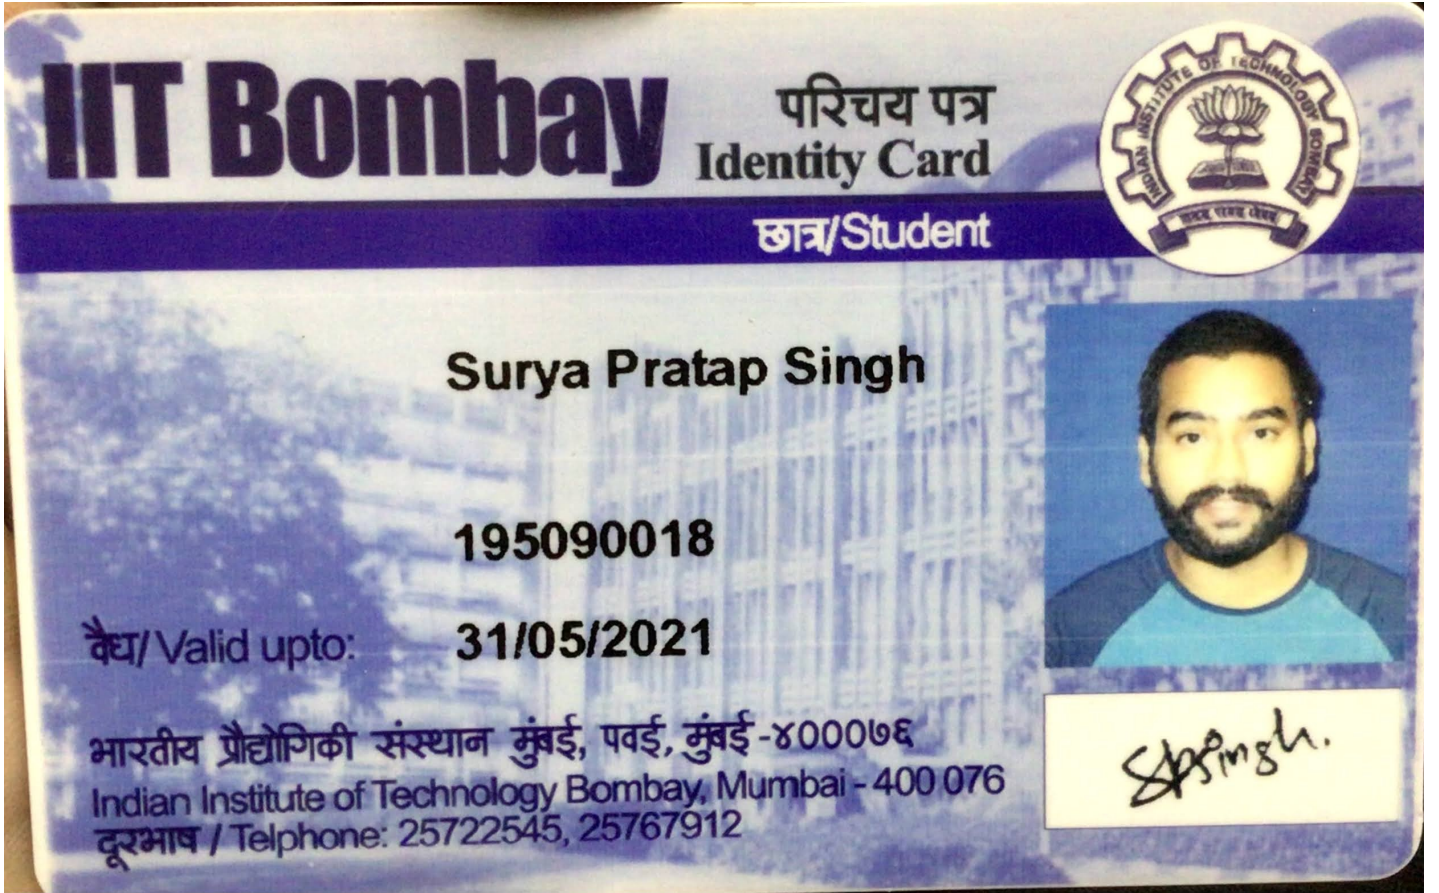 IIT Bombay
परिचय पत्र
Identity Card
छात्र/Student
INDIAN INSTITUTE OF TECHNOLOGY BOMBAY
Surya Pratap Singh
195090018
वैध/Valid upto: 31/05/2021
भारतीय प्रौद्योगिकी संस्थान मुंबई, पवई, मुंबई-४०००७६
Indian Institute of Technology Bombay, Mumbai - 400 076
दूरभाष / Telphone: 25722545, 25767912
SPSingh.